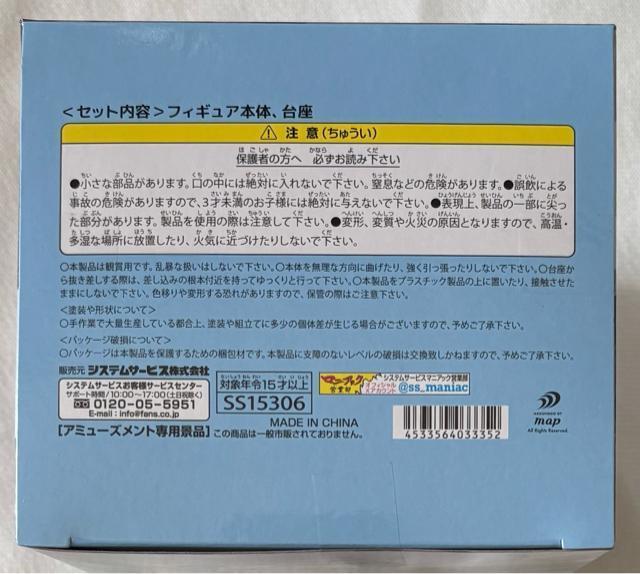 <セット内容>フィギュア本体、台座
⚠ 注意(ちゅうい)
保護者の方へ 必ずお読み下さい
●小さな部品があります。口の中には絶対に入れないで下さい。窒息などの危険があります。●誤飲による
事故の危険がありますので、3才未満のお子様には絶対に与えないで下さい。●表現上、製品の一部に尖っ
た部分があります。製品を使用の際は注意して下さい。●変形、変質や火災の原因となりますので、高温・
多湿な場所に放置したり、火気に近づけたりしないで下さい。
○本製品は観賞用です。乱暴な扱いはしないで下さい。○本体を無理な方向に曲げたり、強く引っ張ったりしないで下さい。○台座か
ら抜き差しする際は、差し込みの根本付近を持ってゆっくりと行って下さい。○本製品をプラスチック製品の上に置いたり、接触させた
ままにしないで下さい。色移りや変形する恐れがありますので、保管の際はご注意下さい。
<塗装や形状について>
○手作業で大量生産している都合上、塗装や組立てに多少の個体差が生じる場合がございますので、予めご了承下さい。
<パッケージ破損について>
○パッケージは本製品を保護するための梱包材です。本製品に支障のないレベルの破損は交換致しかねますので、予めご了承下さい。
販売元 システムサービス株式会社
システムサービスお客様サービスセンター
サポート時間/10:00~17:00(土日祝除く)
0120-05-5951
E-mail : info@fans.co.jp
対象年令15才以上
SS15306
マニアック営業部
システムサービスマニアック営業部
オフィシャルXアカウント
@ss_maniac
MADE IN CHINA
4533564033352
map
All Rights Reserved.
[アミューズメント専用景品] この商品は一般市販されておりません。